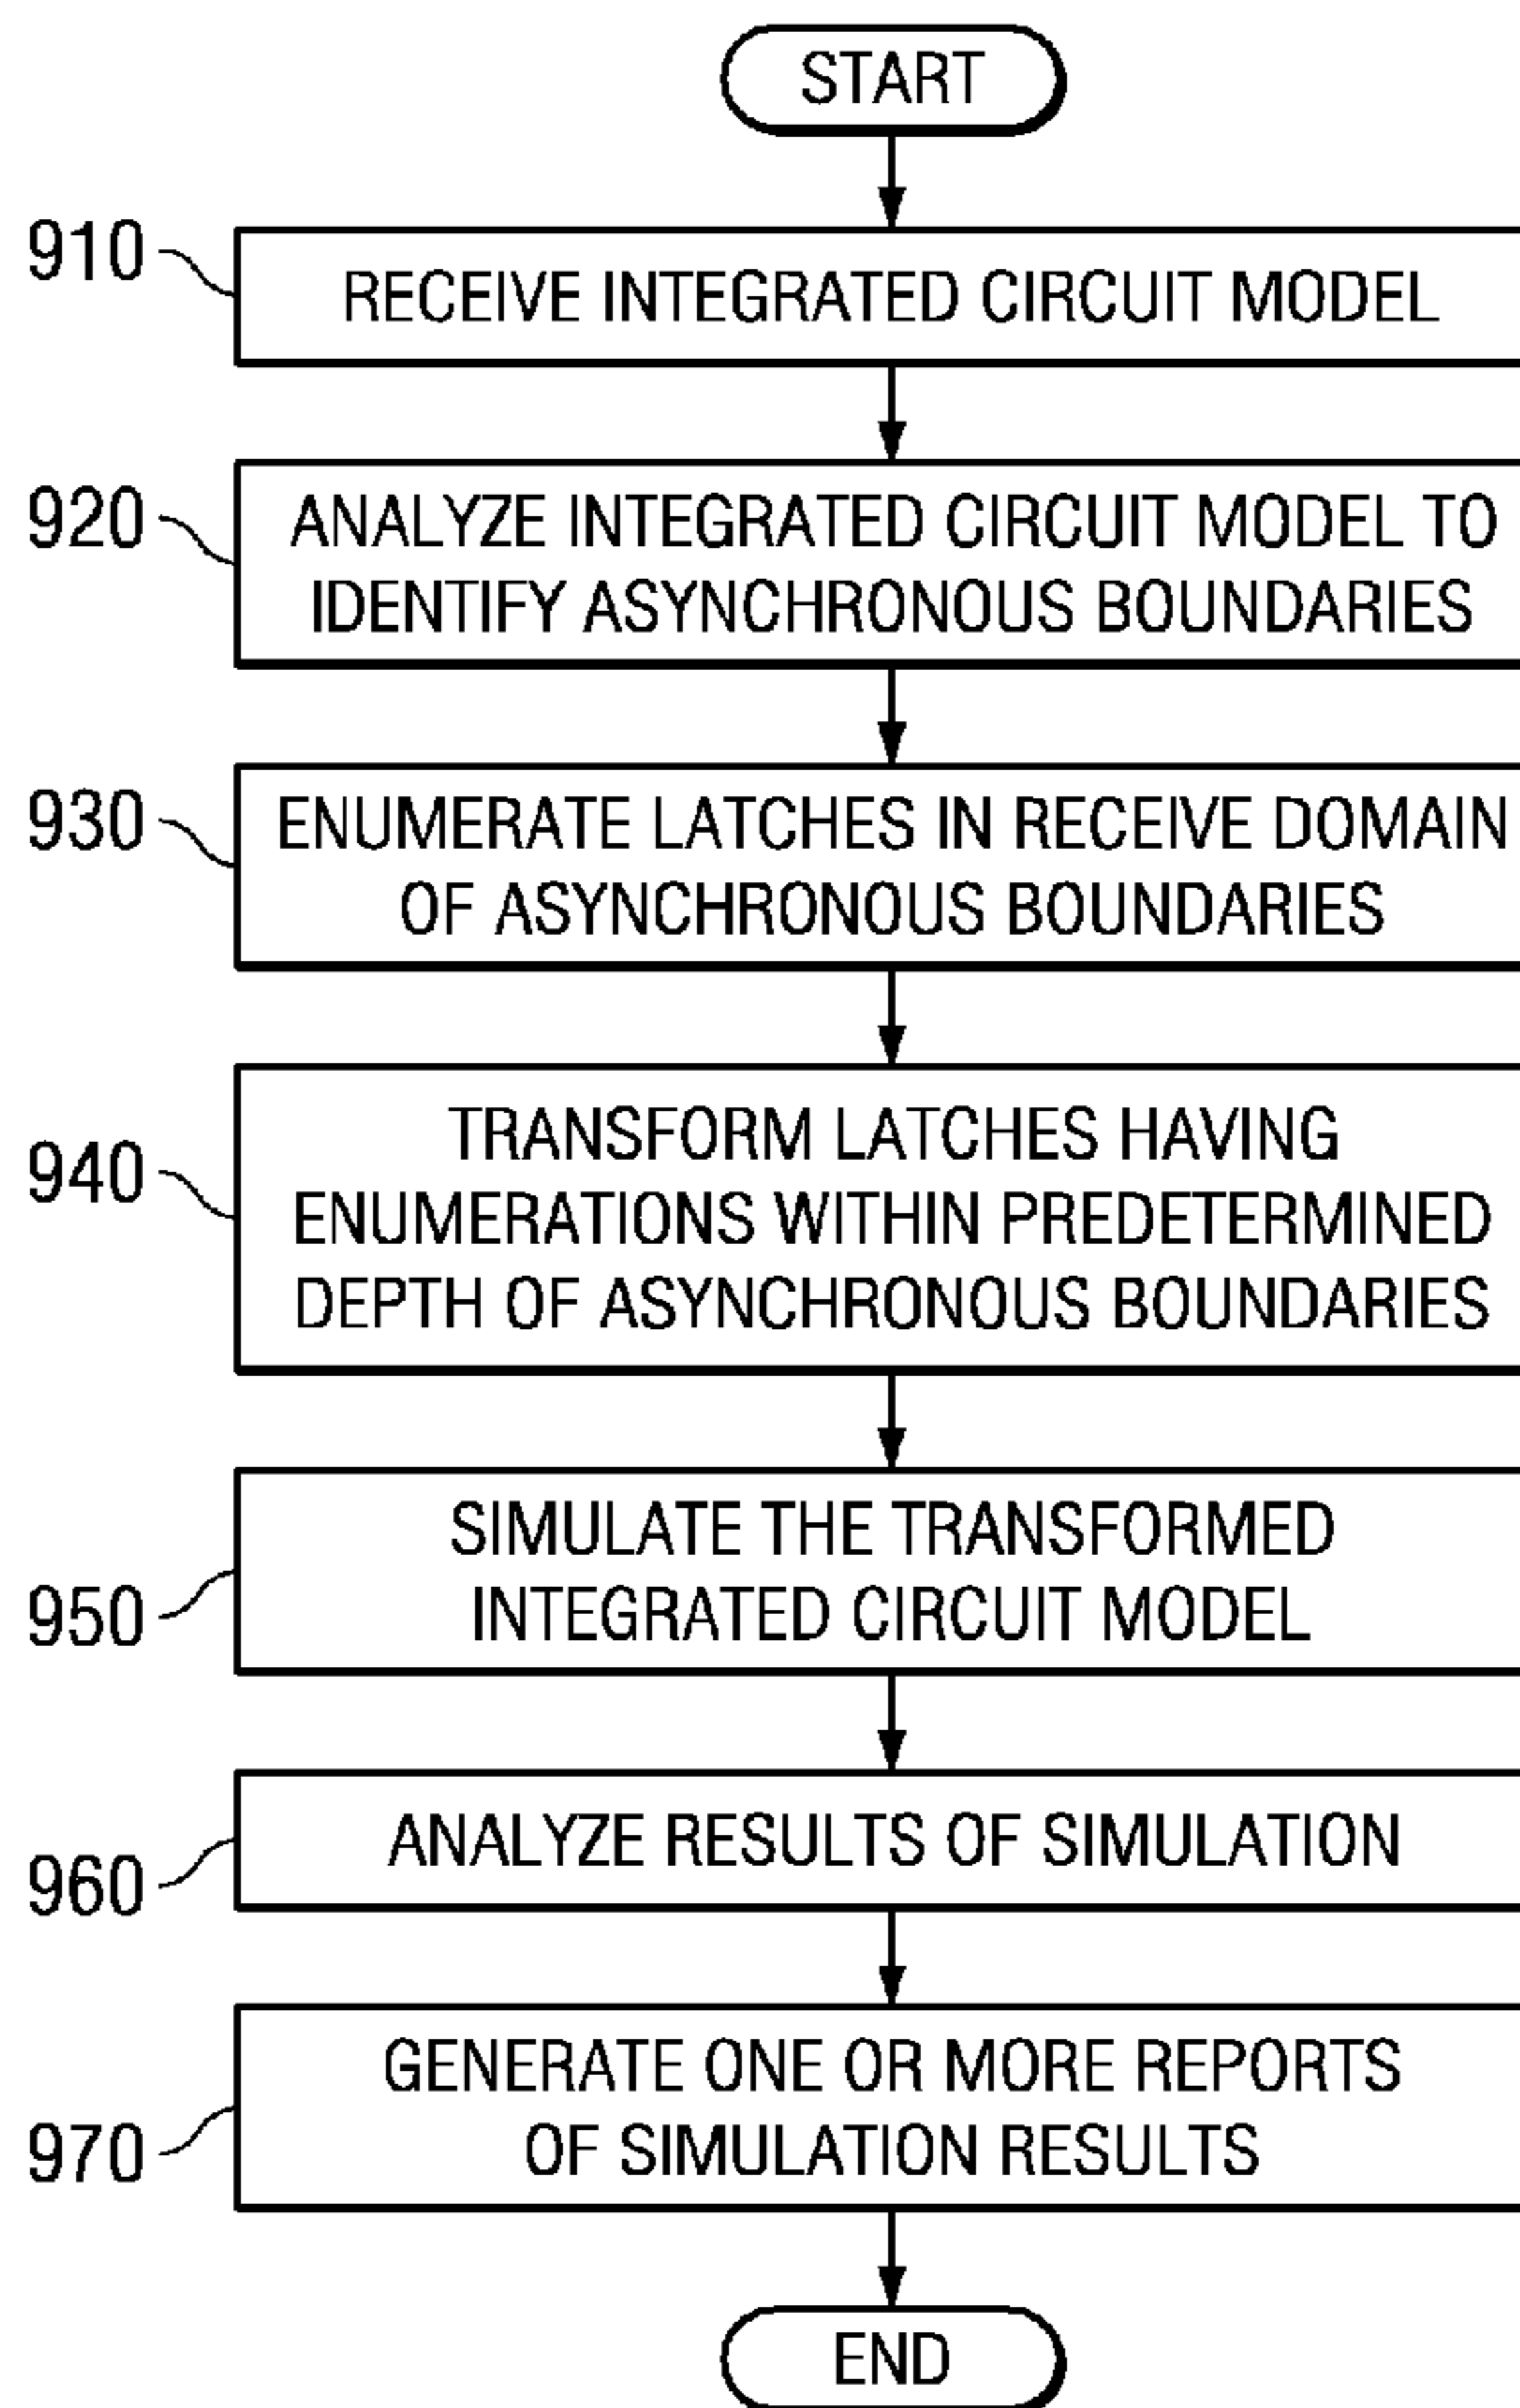 START
910
RECEIVE INTEGRATED CIRCUIT MODEL
920
ANALYZE INTEGRATED CIRCUIT MODEL TO
IDENTIFY ASYNCHRONOUS BOUNDARIES
930
ENUMERATE LATCHES IN RECEIVE DOMAIN
OF ASYNCHRONOUS BOUNDARIES
940
TRANSFORM LATCHES HAVING
ENUMERATIONS WITHIN PREDETERMINED
DEPTH OF ASYNCHRONOUS BOUNDARIES
950
SIMULATE THE TRANSFORMED
INTEGRATED CIRCUIT MODEL
960
ANALYZE RESULTS OF SIMULATION
970
GENERATE ONE OR MORE REPORTS
OF SIMULATION RESULTS
END